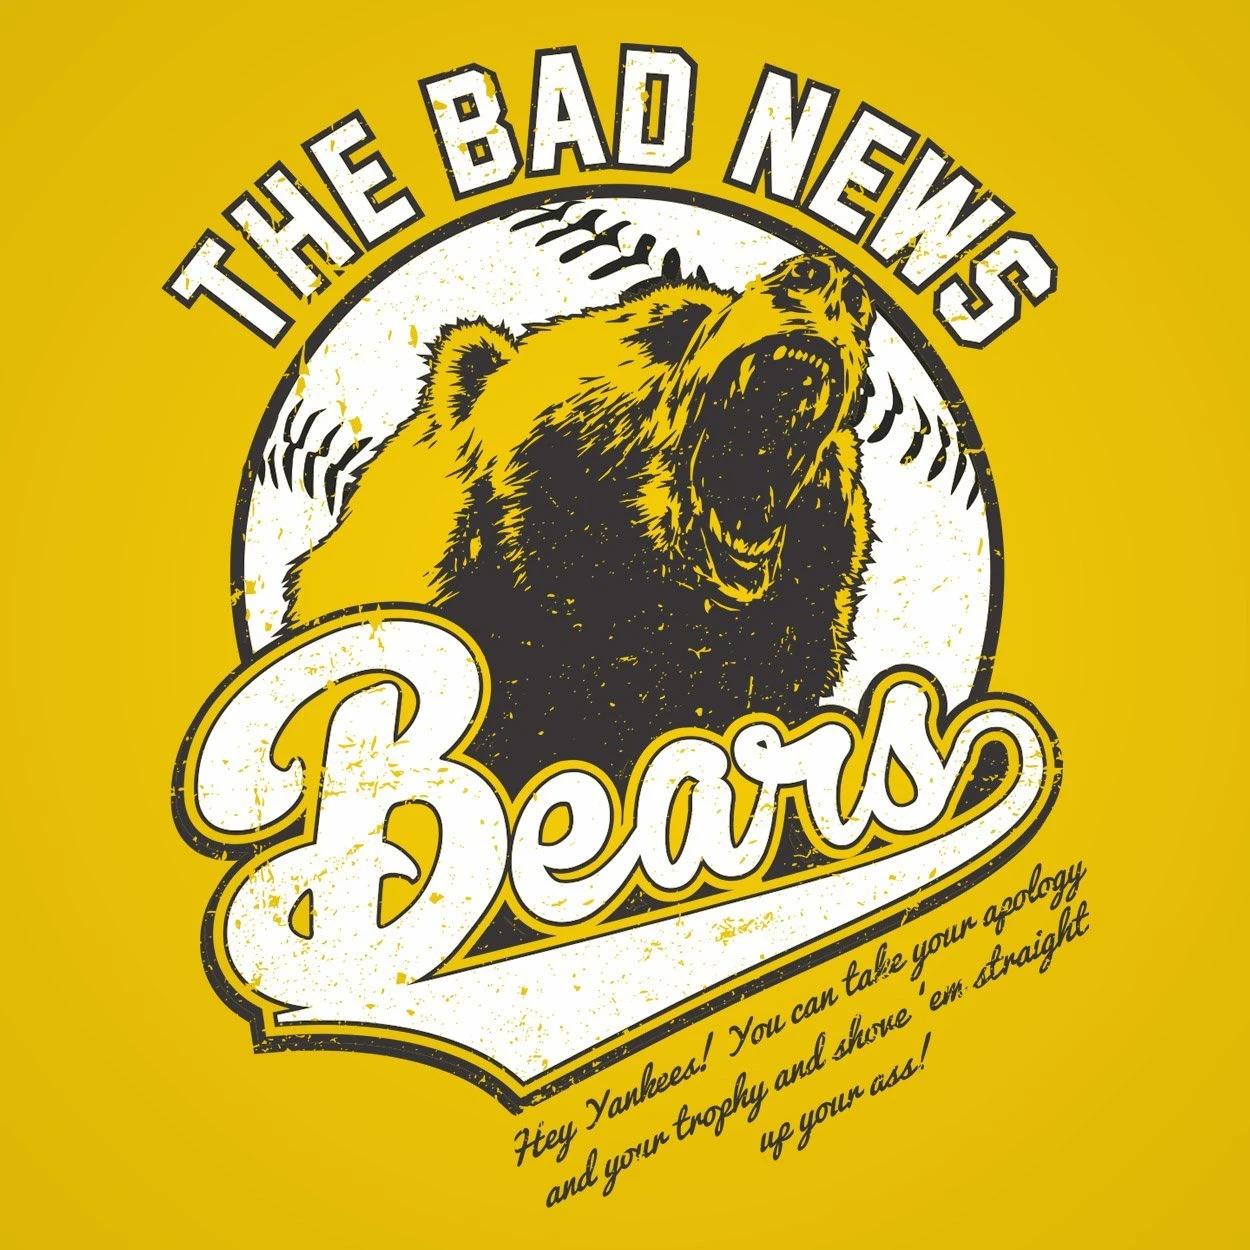 THE BAD NEWS
Bears
Hey Yankees! You can take your apology
and your trophy and shove 'em straight
up your ass!